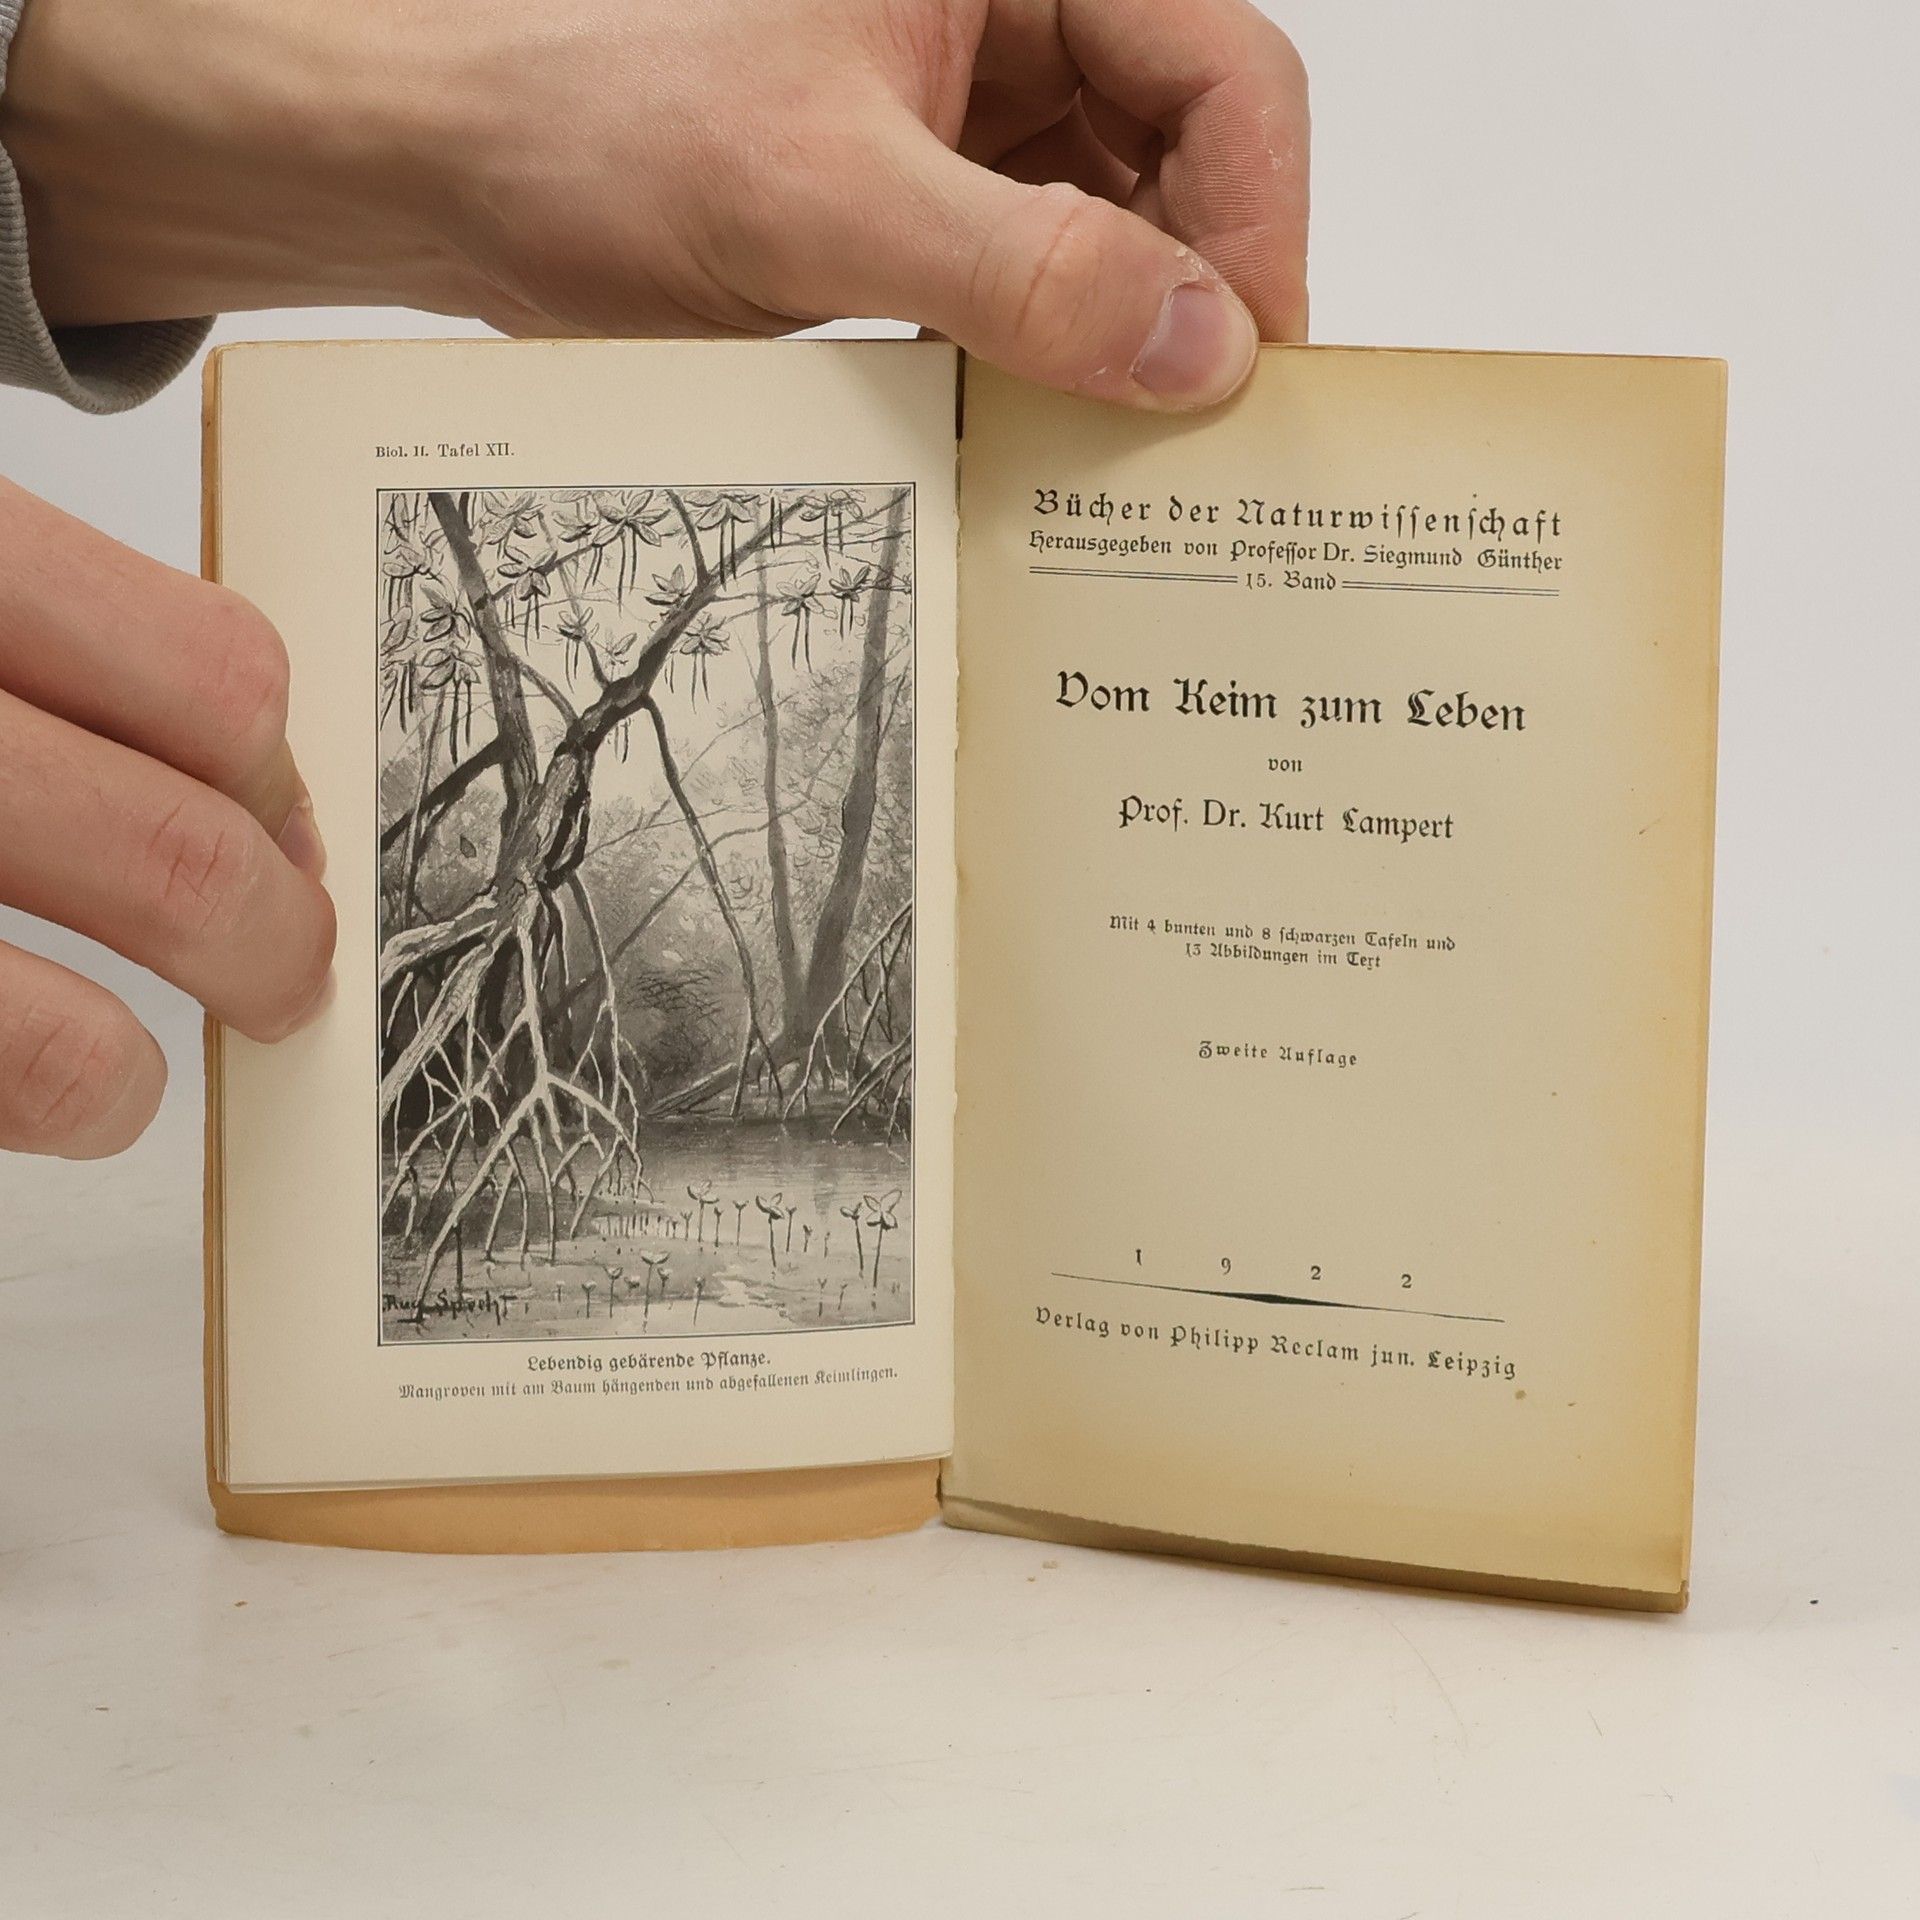 Biol. II. Tafel XII.
Aug. Specht
Lebendig gebärende Pflanze.
Mangroven mit am Baum hängenden und abgefallenen Keimlingen.
Bücher der Naturwiſſenſchaft
Herausgegeben von Profeſſor Dr. Siegmund Günther
15. Band
Vom Keim zum Leben
von
Prof. Dr. Kurt Lampert
Mit 4 bunten und 8 ſchwarzen Tafeln und
13 Abbildungen im Text
Zweite Auflage
1 9 2 2
Verlag von Philipp Reclam jun. Leipzig